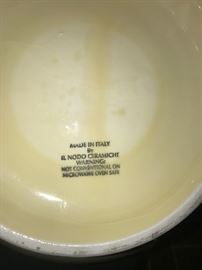 MADE IN ITALY
By
IL NODO CERAMICHE
WARNING:
NOT CONVENTIONAL OR
MICROWAVE OVEN SAFE